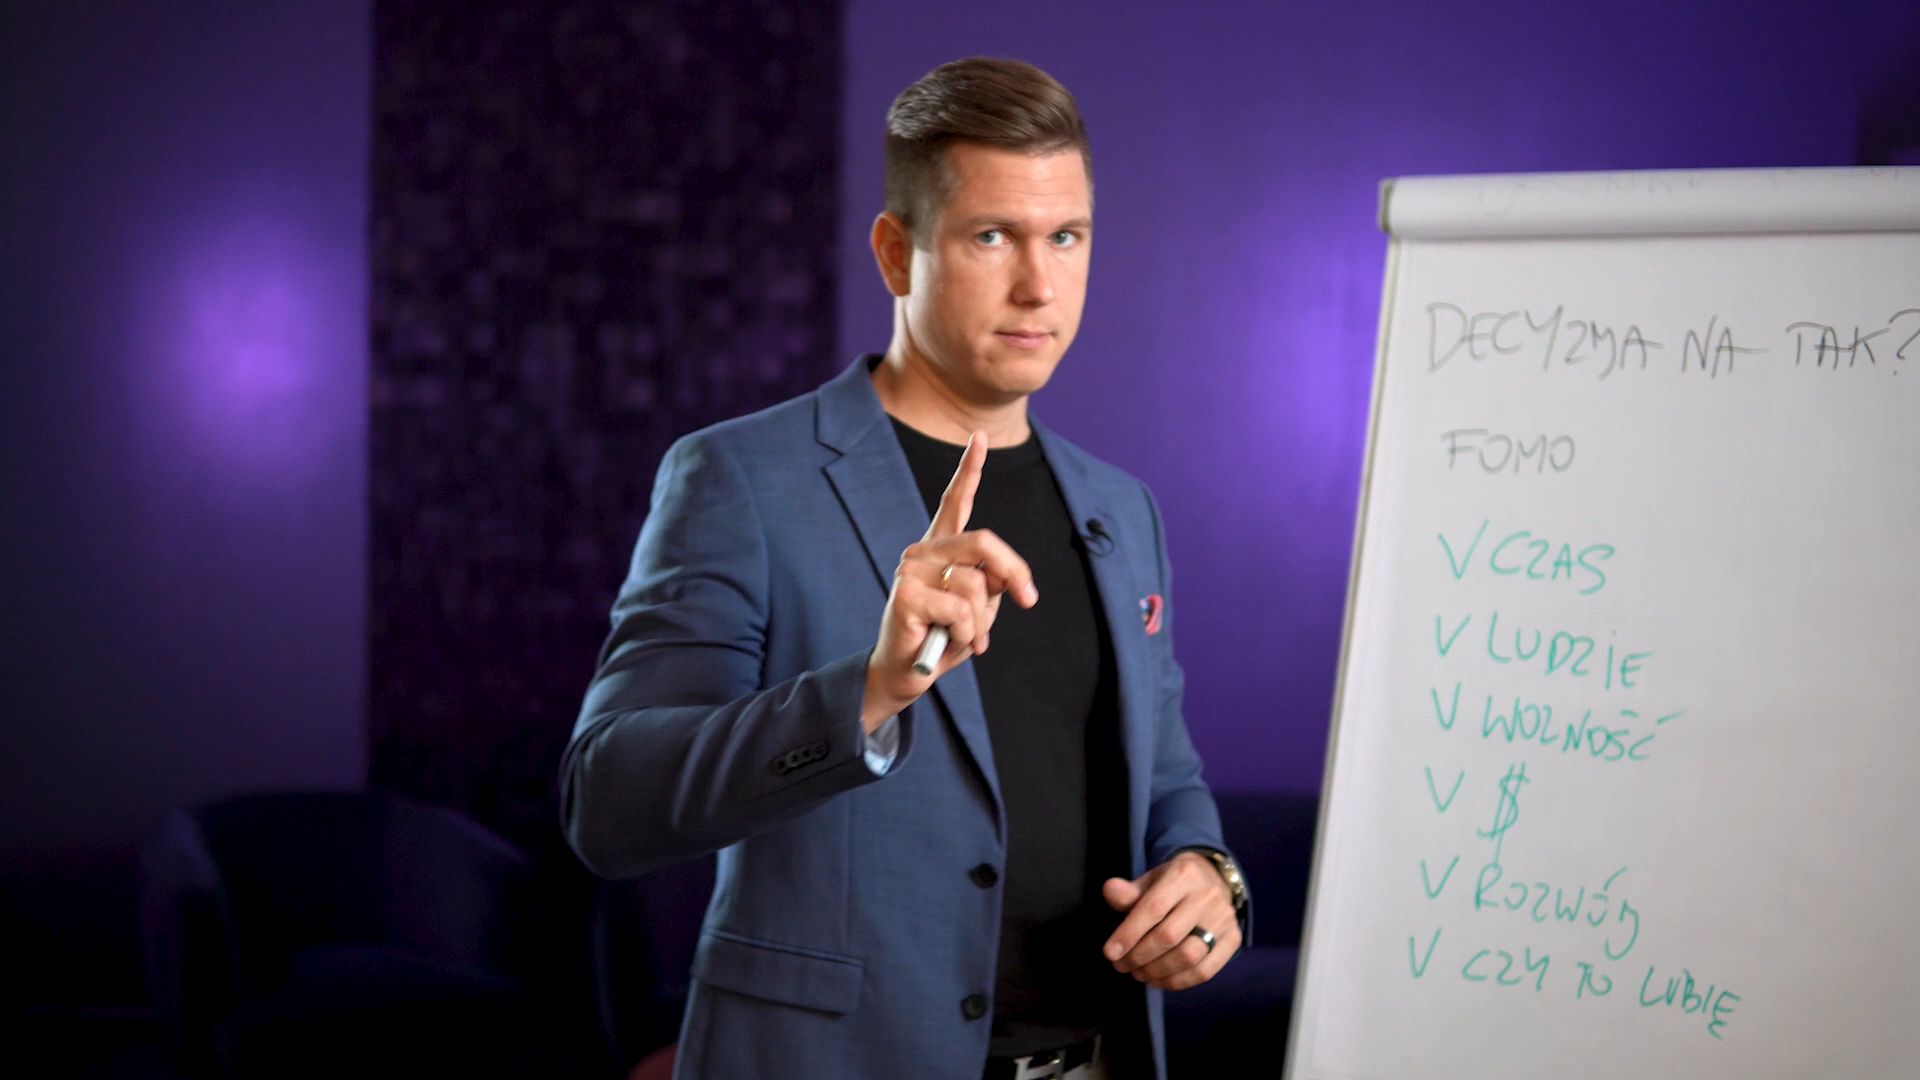 DECYZJA NA TAK?
FOMO
V CZAS
V LUDZIE
V WOLNOŚĆ
V $
V ROZWÓJ
V CZY TO LUBIĘ